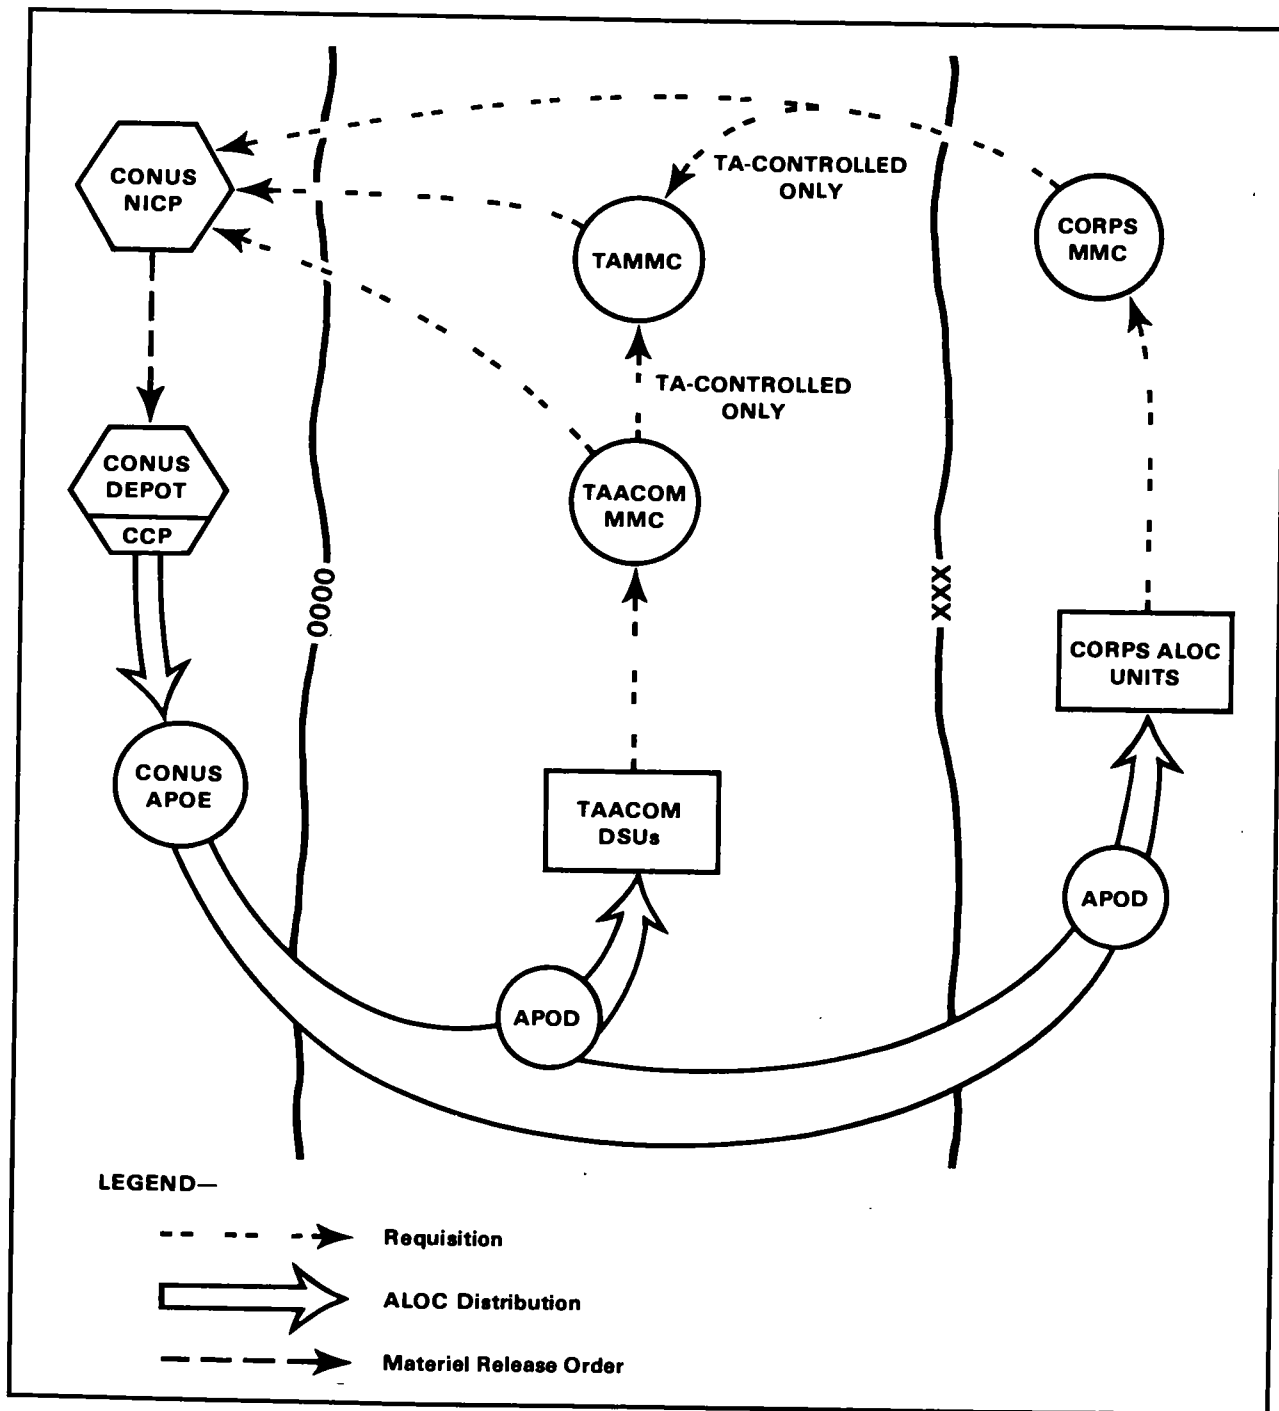 CONUS
NICP
TA-CONTROLLED
ONLY
TAMMC
CORPS
MMC
TA-CONTROLLED
ONLY
CONUS
DEPOT
CCP
TAACOM
MMC
0000
XXX
CORPS ALOC
UNITS
CONUS
APOE
TAACOM
DSUs
APOD
APOD
LEGEND—
Requisition
ALOC Distribution
Materiel Release Order